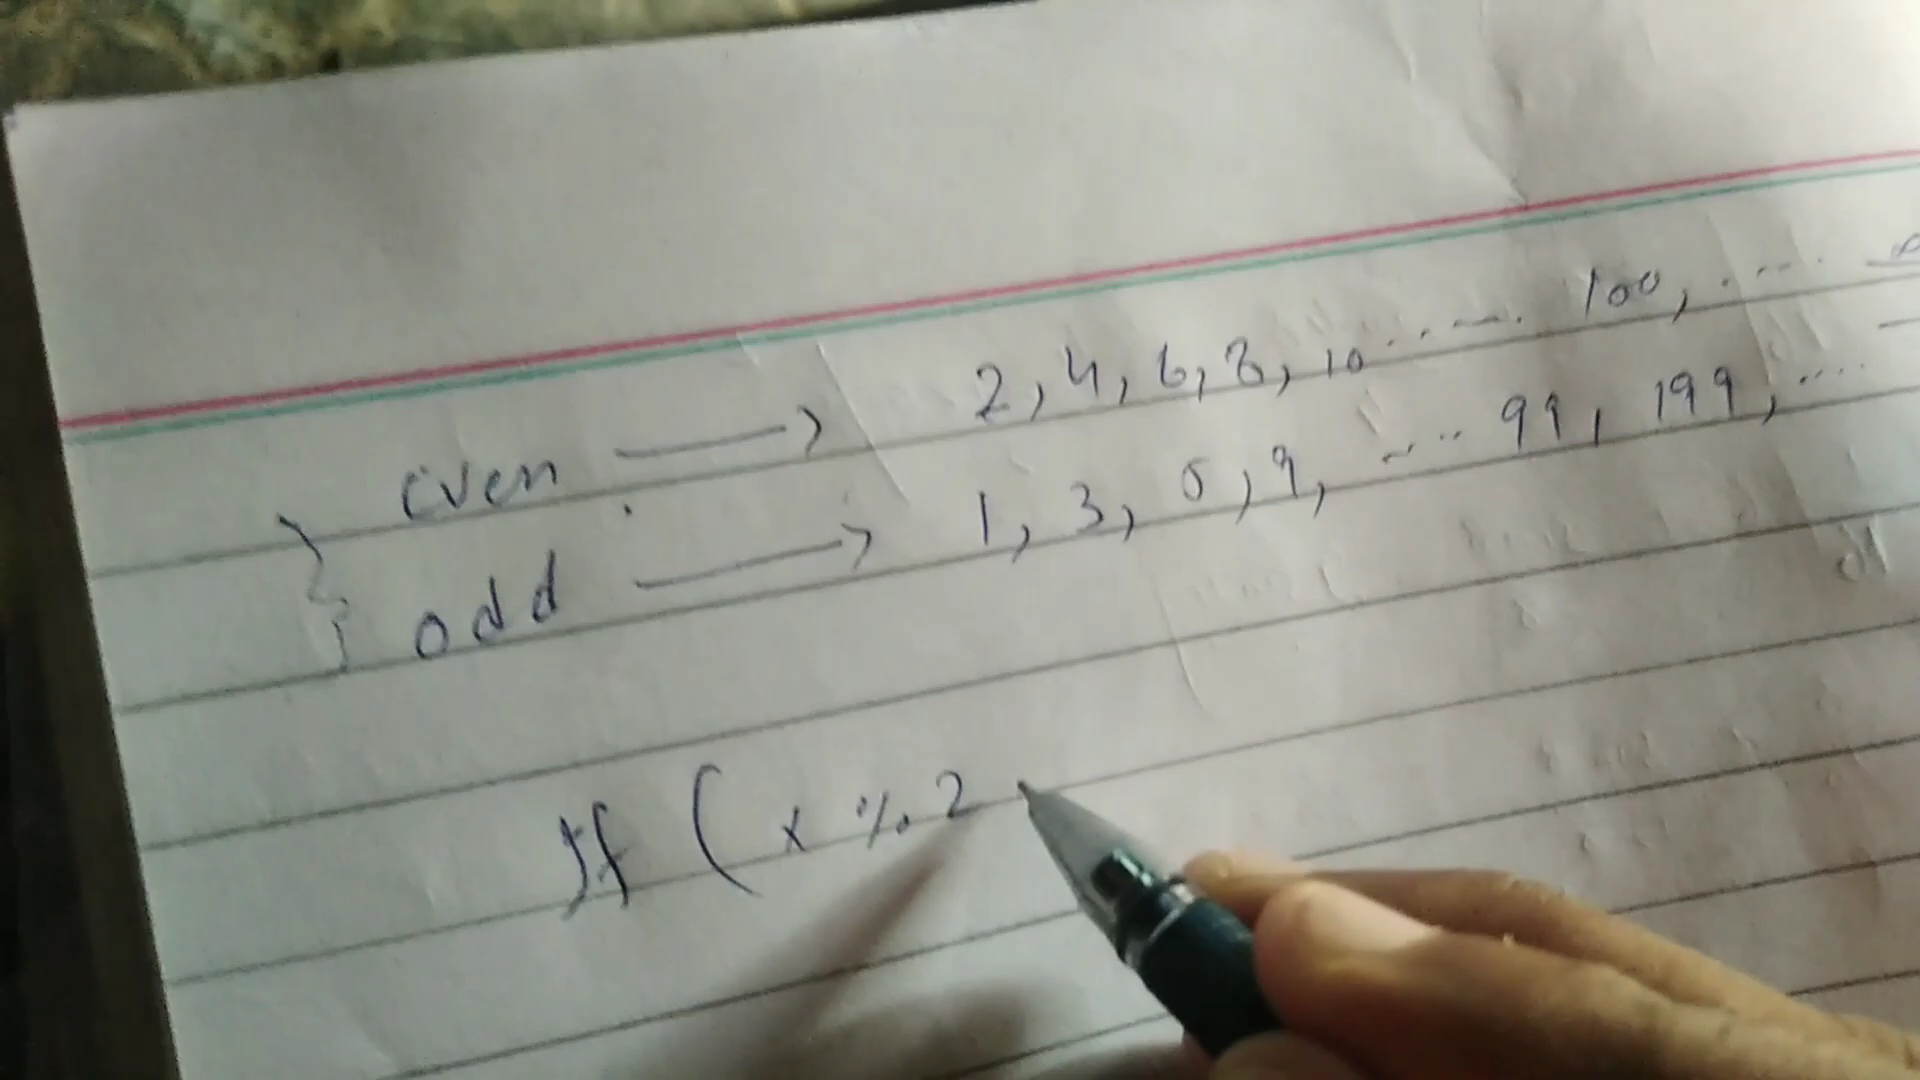 even → 2, 4, 6, 8, 10 ...... 100, .....
odd → 1, 3, 5, 9, .... 99, 199, ....
If ( x % 2